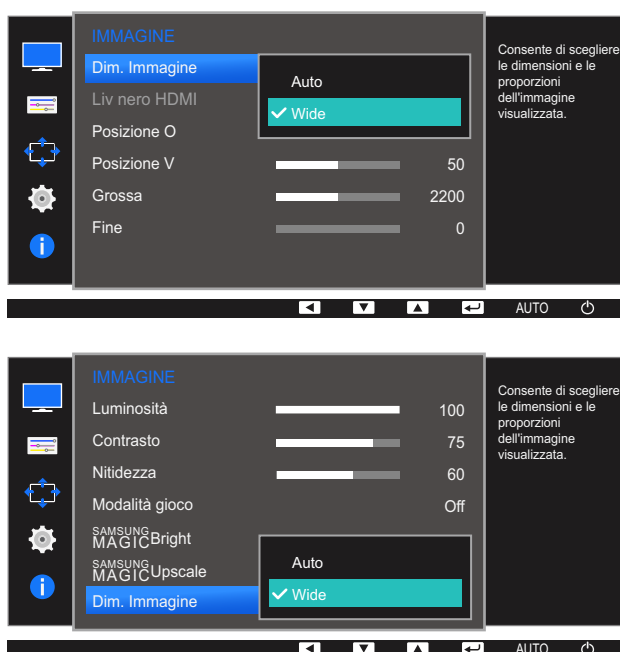 IMMAGINE
Dim. Immagine
Auto
Liv nero HDMI
Wide
Posizione O
Posizione V 50
Grossa 2200
Fine 0
Consente di scegliere
le dimensioni e le
proporzioni
dell'immagine
visualizzata.
AUTO
IMMAGINE
Luminosità 100
Contrasto 75
Nitidezza 60
Modalità gioco Off
SAMSUNG
MAGICBright
SAMSUNG
MAGICUpscale
Auto
Dim. Immagine
Wide
Consente di scegliere
le dimensioni e le
proporzioni
dell'immagine
visualizzata.
AUTO